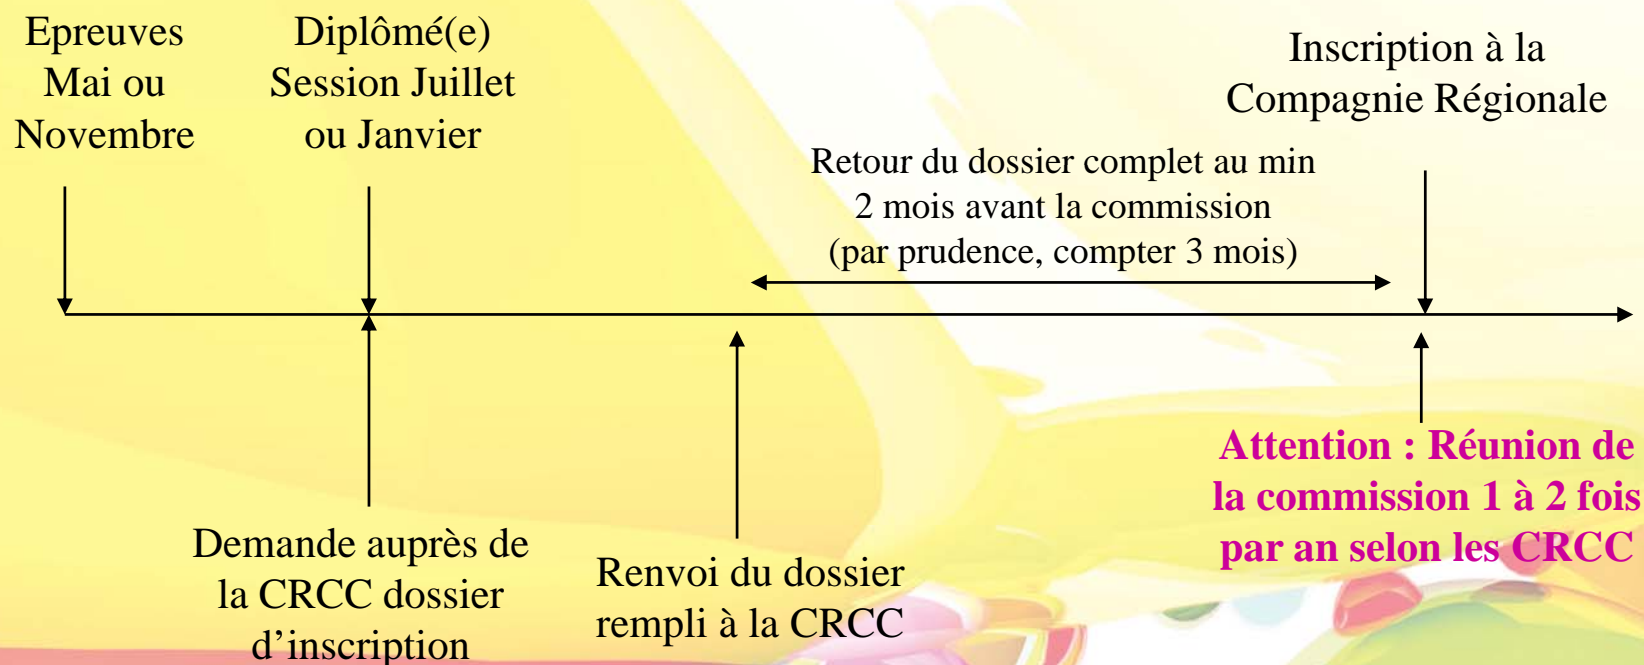 Epreuves
Mai ou
Novembre
Diplômé(e)
Session Juillet
ou Janvier
Inscription à la
Compagnie Régionale
Retour du dossier complet au min
2 mois avant la commission
(par prudence, compter 3 mois)
Demande auprès de
la CRCC dossier
d’inscription
Renvoi du dossier
rempli à la CRCC
Attention : Réunion de
la commission 1 à 2 fois
par an selon les CRCC